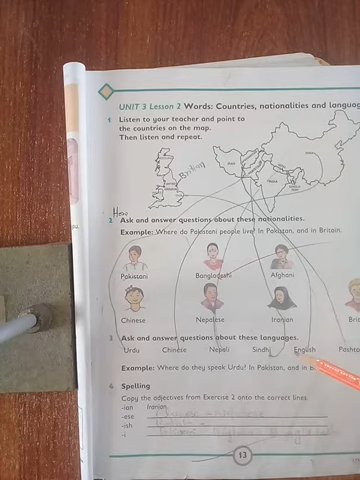 UNIT 3 Lesson 2 Words: Countries, nationalities and languag
1 Listen to your teacher and point to
the countries on the map.
Then listen and repeat.
Britian
Here
2 Ask and answer questions about these nationalities.
Example: Where do Pakistani people live? In Pakistan, and in Britain.
Pakistani Bangladeshi Afghani
Chinese Nepalese Iranian Brit
3 Ask and answer questions about these languages.
Urdu Chinese Nepali Sindhi English Pashto
Example: Where do they speak Urdu? In Pakistan, and in B
4 Spelling
Copy the adjectives from Exercise 2 onto the correct lines.
-ian Iranian,
-ese
-ish
-i
13